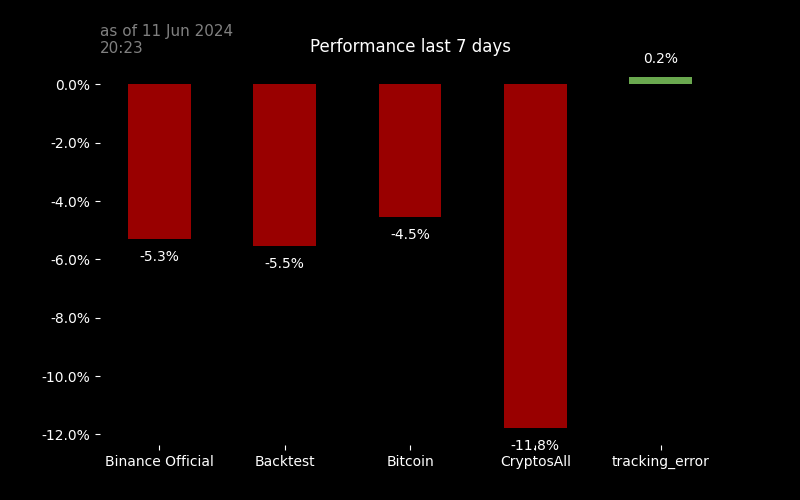 as of 11 Jun 2024
20:23
Performance last 7 days
0.2%
0.0%
-2.0%
-4.0%
-4.5%
-5.3%
-6.0%
-5.5%
-8.0%
-10.0%
-12.0%
-11.8%
Binance Official
Backtest
Bitcoin
CryptosAll
tracking_error